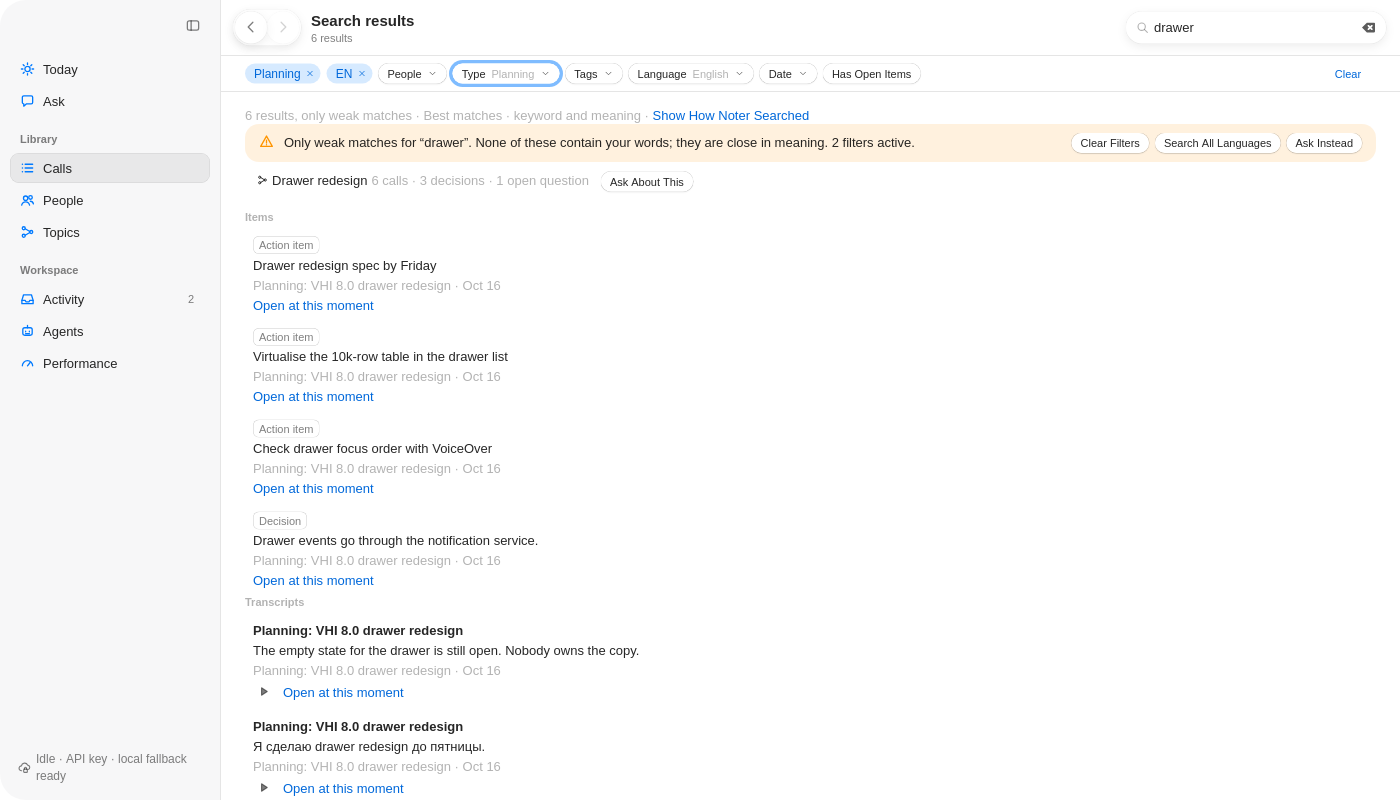 Search results
6 results
drawer
Today
Ask
Library
Calls
People
Topics
Workspace
Activity 2
Agents
Performance
Idle · API key · local fallback
ready
Planning × EN × People Type Planning Tags Language English Date Has Open Items Clear
6 results, only weak matches · Best matches · keyword and meaning · Show How Noter Searched
Only weak matches for “drawer”. None of these contain your words; they are close in meaning. 2 filters active. Clear Filters Search All Languages Ask Instead
Drawer redesign 6 calls · 3 decisions · 1 open question Ask About This
Items
Action item
Drawer redesign spec by Friday
Planning: VHI 8.0 drawer redesign · Oct 16
Open at this moment
Action item
Virtualise the 10k-row table in the drawer list
Planning: VHI 8.0 drawer redesign · Oct 16
Open at this moment
Action item
Check drawer focus order with VoiceOver
Planning: VHI 8.0 drawer redesign · Oct 16
Open at this moment
Decision
Drawer events go through the notification service.
Planning: VHI 8.0 drawer redesign · Oct 16
Open at this moment
Transcripts
Planning: VHI 8.0 drawer redesign
The empty state for the drawer is still open. Nobody owns the copy.
Planning: VHI 8.0 drawer redesign · Oct 16
Open at this moment
Planning: VHI 8.0 drawer redesign
Я сделаю drawer redesign до пятницы.
Planning: VHI 8.0 drawer redesign · Oct 16
Open at this moment